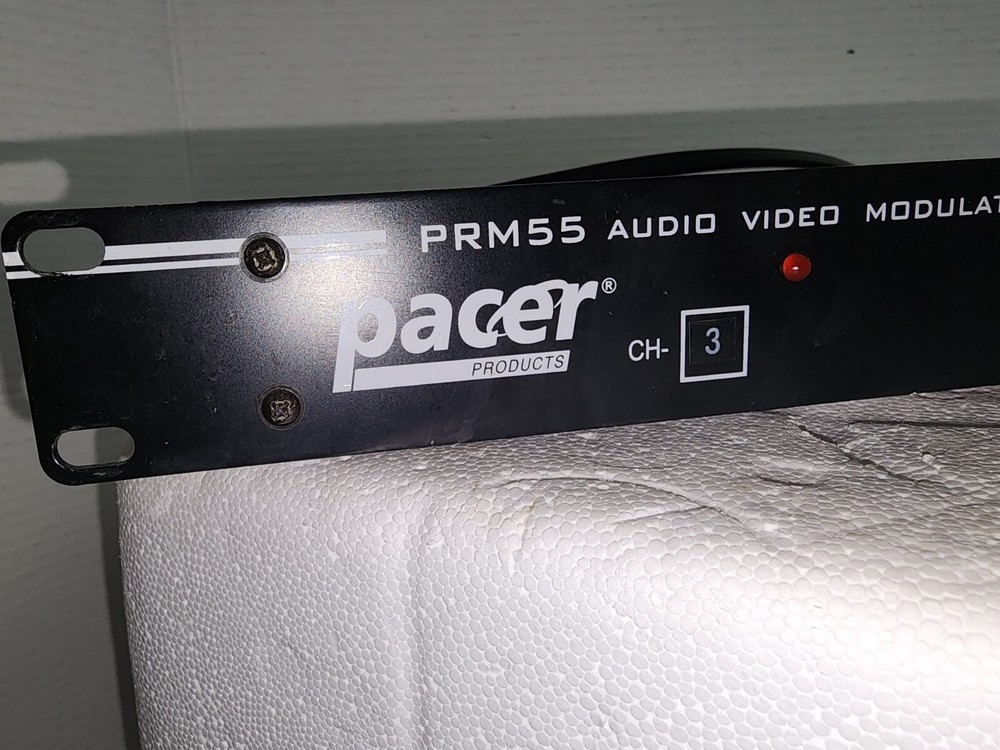 PRM55 AUDIO VIDEO MODULAT
pacer®
PRODUCTS
CH- 3